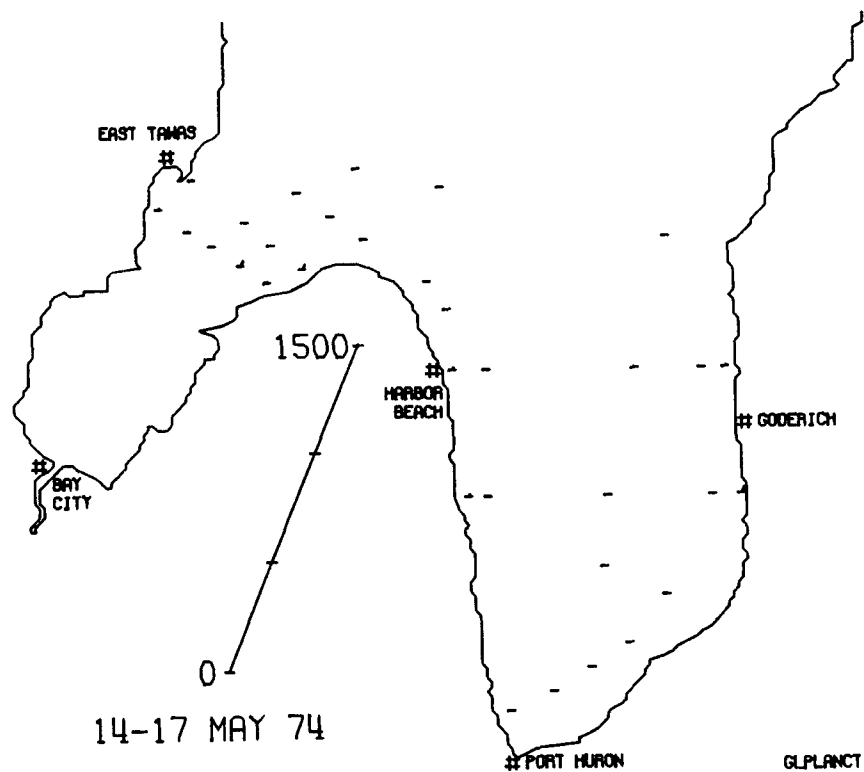 EAST TAWAS
#
1500
#
HARBOR
BEACH
# GODERICH
#
BAY
CITY
0
14-17 MAY 74
# PORT HURON
GLPLANCT